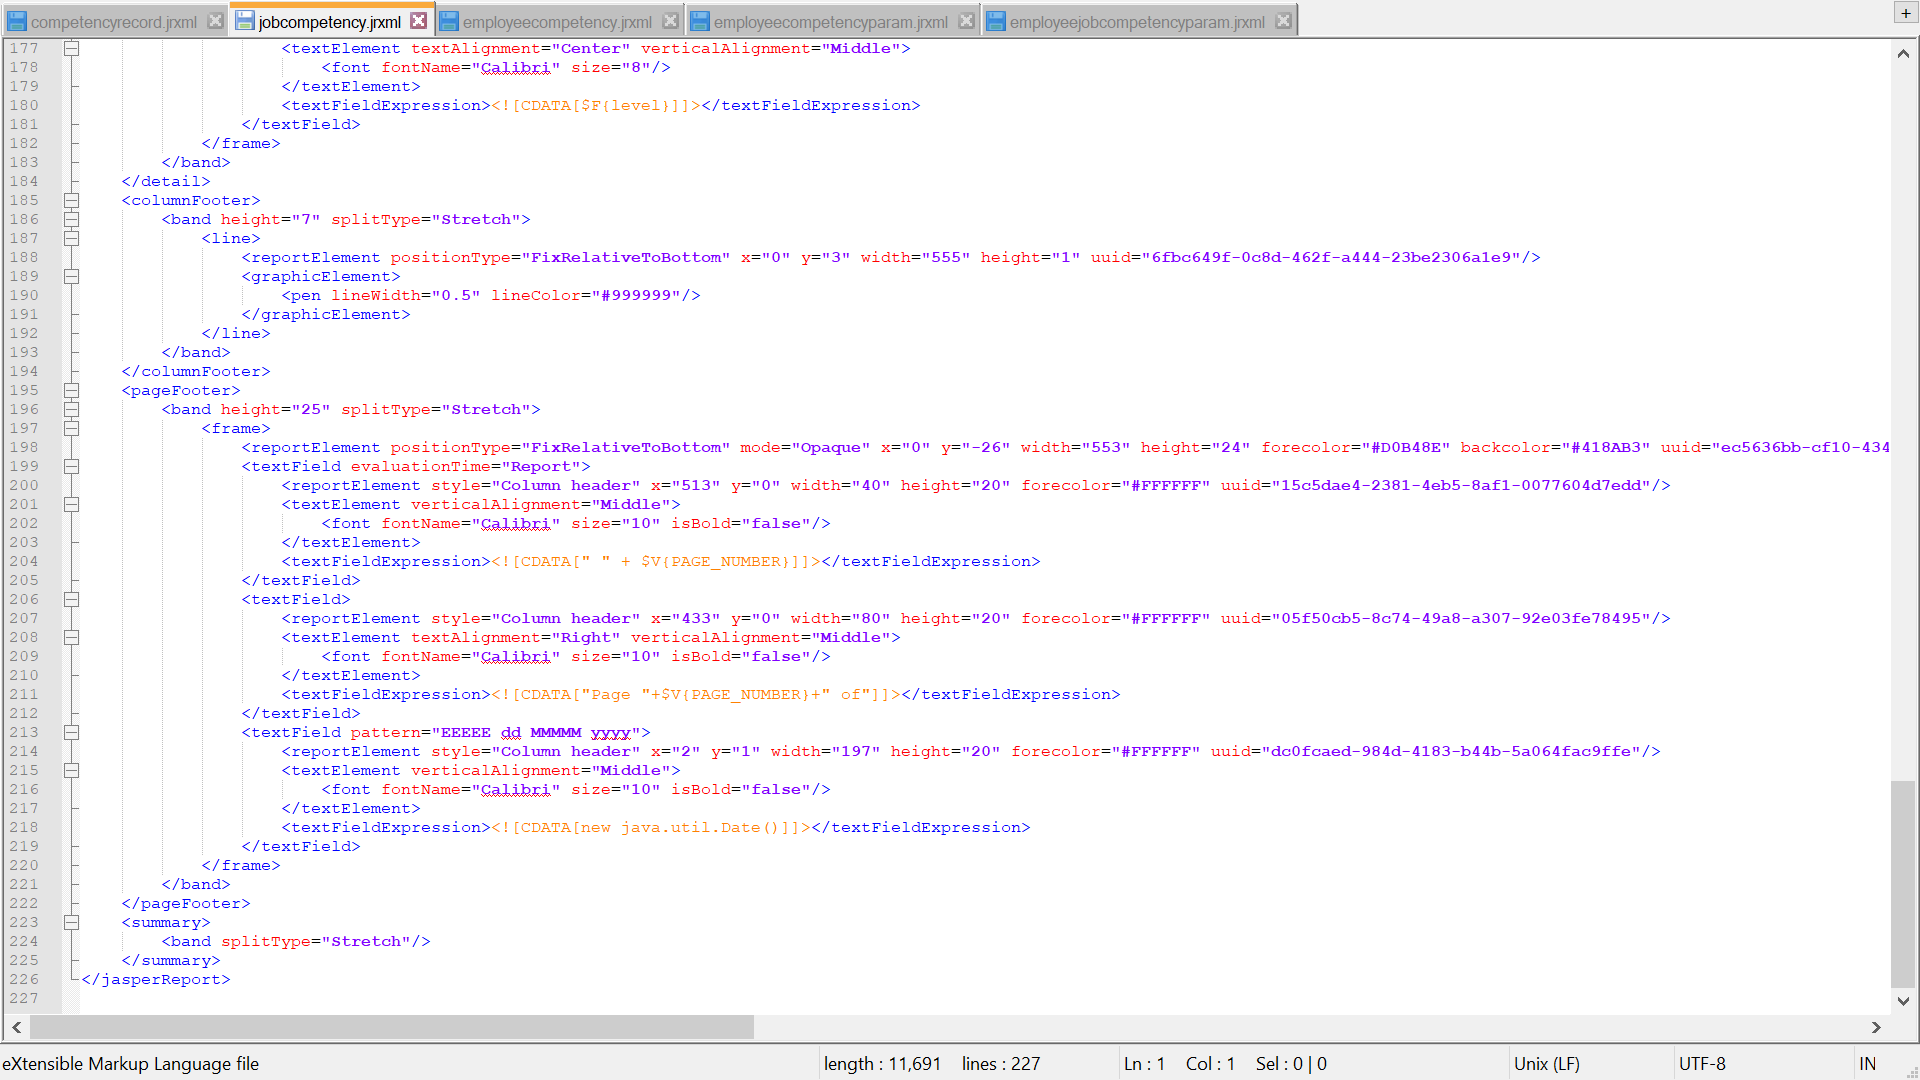 competencyrecord.jrxml jobcompetency.jrxml employeecompetency.jrxml employeecompetencyparam.jrxml employeejobcompetencyparam.jrxml +
177 <textElement textAlignment="Center" verticalAlignment="Middle">
178 <font fontName="Calibri" size="8"/>
179 </textElement>
180 <textFieldExpression><![CDATA[$F{level}]]></textFieldExpression>
181 </textField>
182 </frame>
183 </band>
184 </detail>
185 <columnFooter>
186 <band height="7" splitType="Stretch">
187 <line>
188 <reportElement positionType="FixRelativeToBottom" x="0" y="3" width="555" height="1" uuid="6fbc649f-0c8d-462f-a444-23be2306a1e9"/>
189 <graphicElement>
190 <pen lineWidth="0.5" lineColor="#999999"/>
191 </graphicElement>
192 </line>
193 </band>
194 </columnFooter>
195 <pageFooter>
196 <band height="25" splitType="Stretch">
197 <frame>
198 <reportElement positionType="FixRelativeToBottom" mode="Opaque" x="0" y="-26" width="553" height="24" forecolor="#D0B48E" backcolor="#418AB3" uuid="ec5636bb-cf10-434
199 <textField evaluationTime="Report">
200 <reportElement style="Column header" x="513" y="0" width="40" height="20" forecolor="#FFFFFF" uuid="15c5dae4-2381-4eb5-8af1-0077604d7edd"/>
201 <textElement verticalAlignment="Middle">
202 <font fontName="Calibri" size="10" isBold="false"/>
203 </textElement>
204 <textFieldExpression><![CDATA[" " + $V{PAGE_NUMBER}]]></textFieldExpression>
205 </textField>
206 <textField>
207 <reportElement style="Column header" x="433" y="0" width="80" height="20" forecolor="#FFFFFF" uuid="05f50cb5-8c74-49a8-a307-92e03fe78495"/>
208 <textElement textAlignment="Right" verticalAlignment="Middle">
209 <font fontName="Calibri" size="10" isBold="false"/>
210 </textElement>
211 <textFieldExpression><![CDATA["Page "+$V{PAGE_NUMBER}+" of"]]></textFieldExpression>
212 </textField>
213 <textField pattern="EEEEE dd MMMMM yyyy">
214 <reportElement style="Column header" x="2" y="1" width="197" height="20" forecolor="#FFFFFF" uuid="dc0fcaed-984d-4183-b44b-5a064fac9ffe"/>
215 <textElement verticalAlignment="Middle">
216 <font fontName="Calibri" size="10" isBold="false"/>
217 </textElement>
218 <textFieldExpression><![CDATA[new java.util.Date()]]></textFieldExpression>
219 </textField>
220 </frame>
221 </band>
222 </pageFooter>
223 <summary>
224 <band splitType="Stretch"/>
225 </summary>
226 </jasperReport>
227
eXtensible Markup Language file length : 11,691 lines : 227 Ln : 1 Col : 1 Sel : 0 | 0 Unix (LF) UTF-8 IN